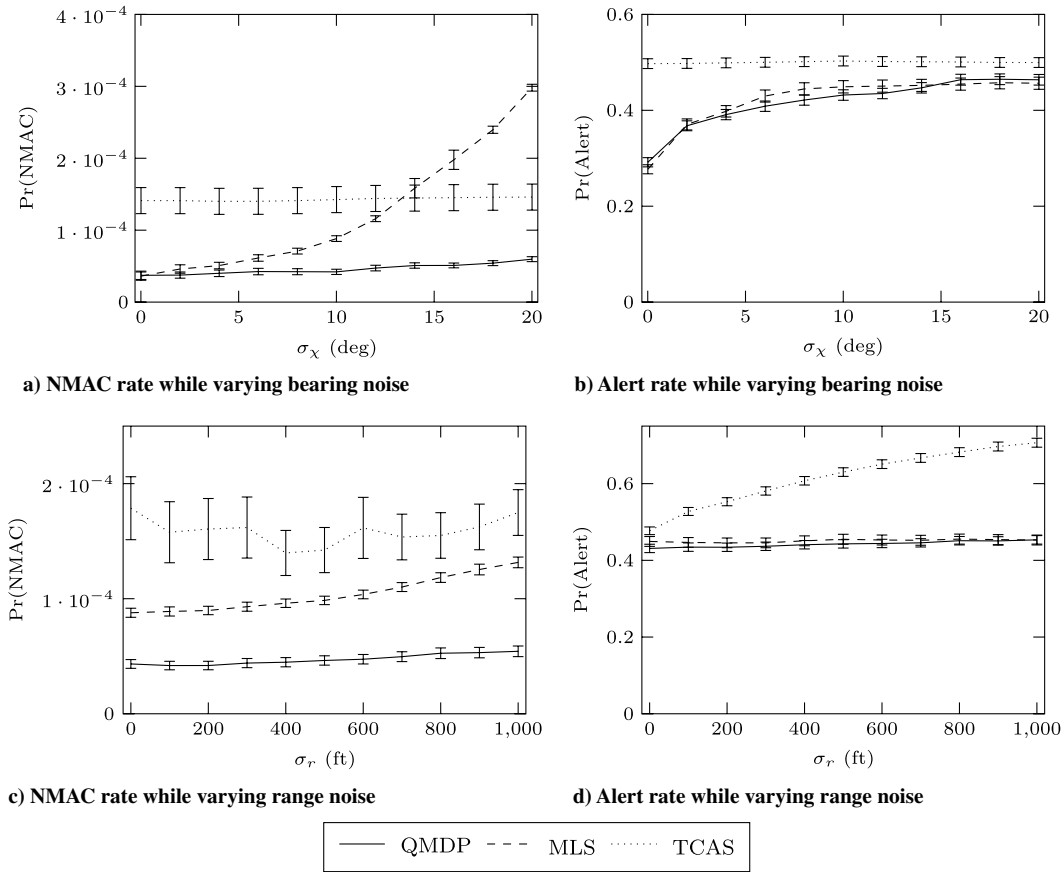 4 · 10⁻⁴
3 · 10⁻⁴
2 · 10⁻⁴
1 · 10⁻⁴
0
Pr(NMAC)
0 5 10 15 20
σχ (deg)
a) NMAC rate while varying bearing noise
0.6
0.4
0.2
0
Pr(Alert)
0 5 10 15 20
σχ (deg)
b) Alert rate while varying bearing noise
2 · 10⁻⁴
1 · 10⁻⁴
0
Pr(NMAC)
0 200 400 600 800 1,000
σr (ft)
c) NMAC rate while varying range noise
0.6
0.4
0.2
0
Pr(Alert)
0 200 400 600 800 1,000
σr (ft)
d) Alert rate while varying range noise
QMDP MLS TCAS